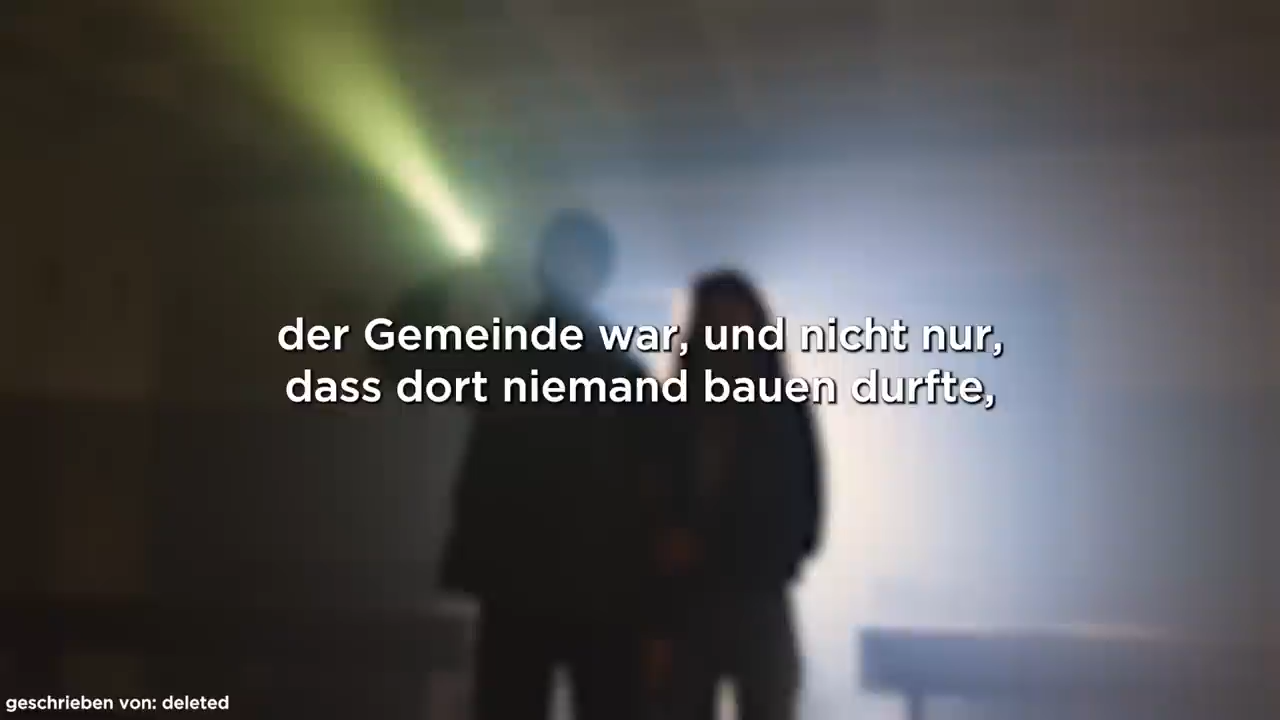 der Gemeinde war, und nicht nur,
dass dort niemand bauen durfte,
geschrieben von: deleted